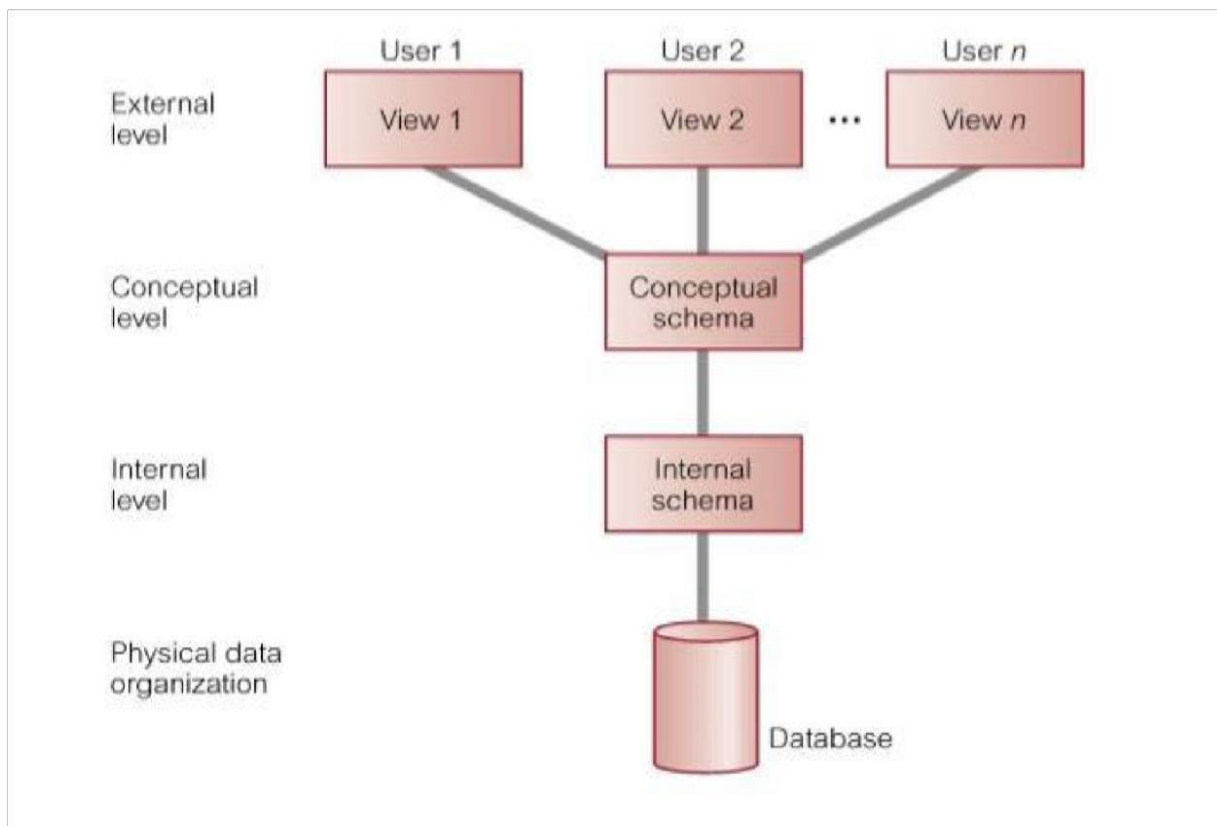 User 1
User 2
User n
External
level
View 1
View 2
...
View n
Conceptual
level
Conceptual
schema
Internal
level
Internal
schema
Physical data
organization
Database